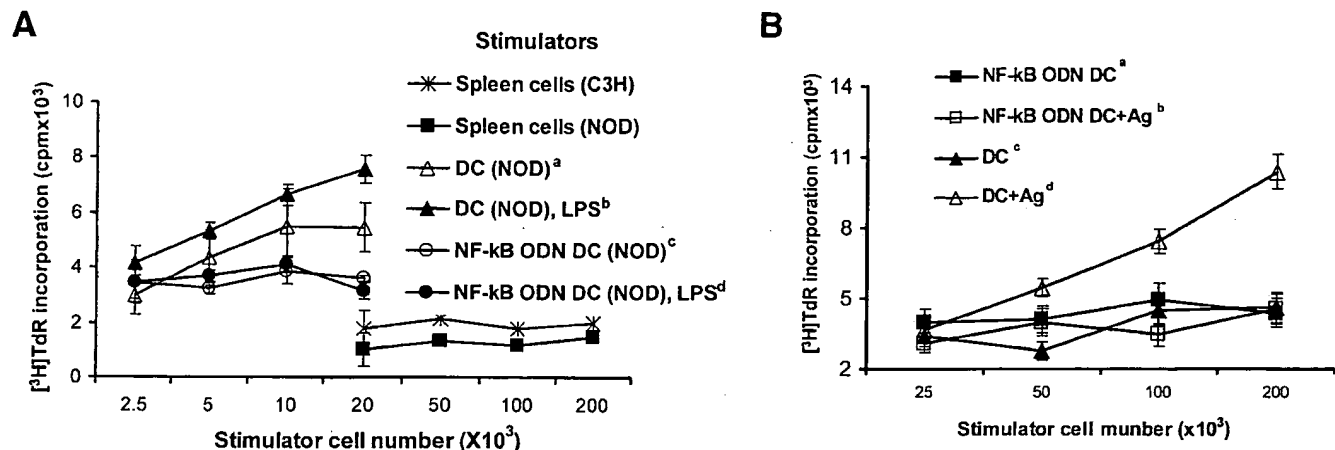 A
Stimulators
Spleen cells (C3H)
Spleen cells (NOD)
DC (NOD)a
DC (NOD), LPSb
NF-kB ODN DC (NOD)c
NF-kB ODN DC (NOD), LPSd
[3H]TdR incorporation (cpmx103)
10
8
6
4
2
0
2.5 5 10 20 50 100 200
Stimulator cell number (X103)
B
NF-kB ODN DCa
NF-kB ODN DC+Agb
DCc
DC+Agd
[3H]TdR incorporation (cpmx103)
14
11
8
5
2
25 50 100 200
Stimulator cell munber (x103)